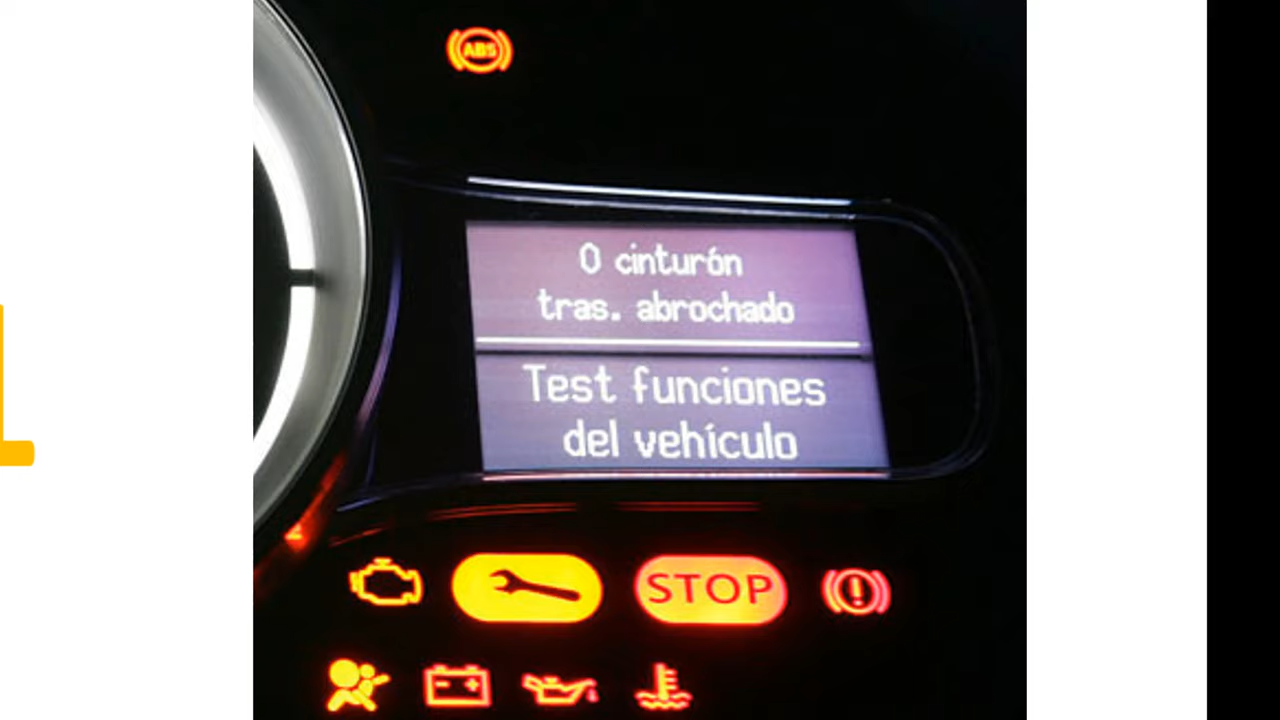 ABS
0 cinturón
tras. abrochado
Test funciones
del vehículo
STOP